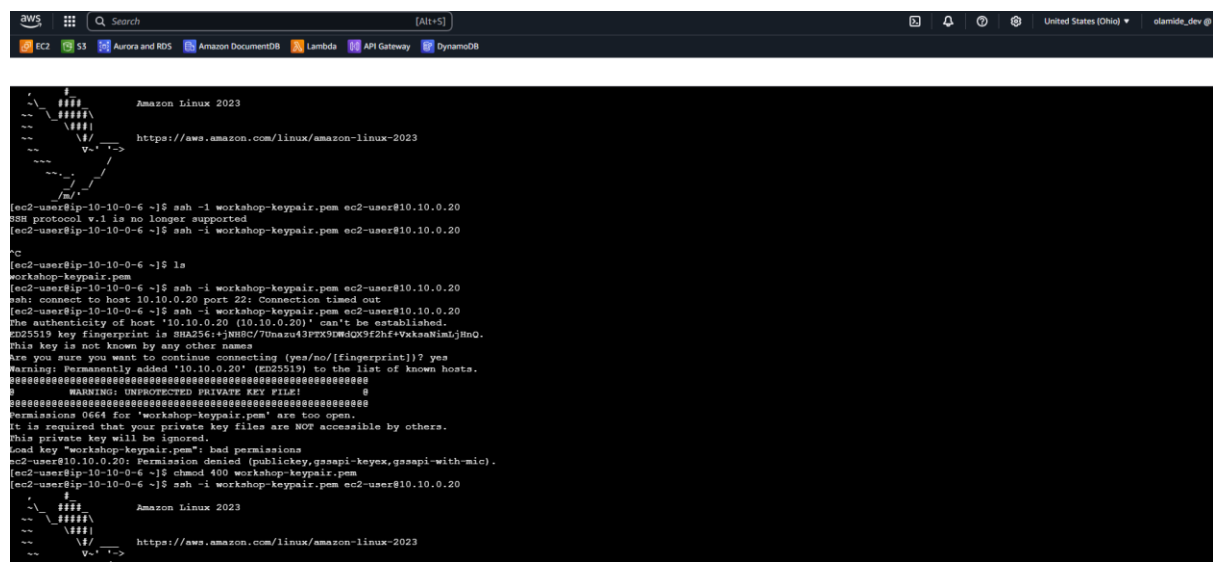 aws Search [Alt+S] United States (Ohio) ▼ olamide_dev @
EC2 S3 Aurora and RDS Amazon DocumentDB Lambda API Gateway DynamoDB
   ,     #_
   ~\_  ####_        Amazon Linux 2023
  ~~  \_#####\
  ~~     \###|
  ~~       \#/ ___   https://aws.amazon.com/linux/amazon-linux-2023
   ~~       V~' '->
    ~~~         /
      ~~._.   _/
         _/ _/
       _/m/'
[ec2-user@ip-10-10-0-6 ~]$ ssh -1 workshop-keypair.pem ec2-user@10.10.0.20
SSH protocol v.1 is no longer supported
[ec2-user@ip-10-10-0-6 ~]$ ssh -i workshop-keypair.pem ec2-user@10.10.0.20
^C
[ec2-user@ip-10-10-0-6 ~]$ ls
workshop-keypair.pem
[ec2-user@ip-10-10-0-6 ~]$ ssh -i workshop-keypair.pem ec2-user@10.10.0.20
ssh: connect to host 10.10.0.20 port 22: Connection timed out
[ec2-user@ip-10-10-0-6 ~]$ ssh -i workshop-keypair.pem ec2-user@10.10.0.20
The authenticity of host '10.10.0.20 (10.10.0.20)' can't be established.
ED25519 key fingerprint is SHA256:+jNH8C/7Unazu43PTX9DWdQX9f2hf+VxksaNimLjHnQ.
This key is not known by any other names
Are you sure you want to continue connecting (yes/no/[fingerprint])? yes
Warning: Permanently added '10.10.0.20' (ED25519) to the list of known hosts.
@@@@@@@@@@@@@@@@@@@@@@@@@@@@@@@@@@@@@@@@@@@@@@@@@@@@@@@@@@@
@         WARNING: UNPROTECTED PRIVATE KEY FILE!          @
@@@@@@@@@@@@@@@@@@@@@@@@@@@@@@@@@@@@@@@@@@@@@@@@@@@@@@@@@@@
Permissions 0664 for 'workshop-keypair.pem' are too open.
It is required that your private key files are NOT accessible by others.
This private key will be ignored.
Load key "workshop-keypair.pem": bad permissions
ec2-user@10.10.0.20: Permission denied (publickey,gssapi-keyex,gssapi-with-mic).
[ec2-user@ip-10-10-0-6 ~]$ chmod 400 workshop-keypair.pem
[ec2-user@ip-10-10-0-6 ~]$ ssh -i workshop-keypair.pem ec2-user@10.10.0.20
   ,     #_
   ~\_  ####_        Amazon Linux 2023
  ~~  \_#####\
  ~~     \###|
  ~~       \#/ ___   https://aws.amazon.com/linux/amazon-linux-2023
   ~~       V~' '->